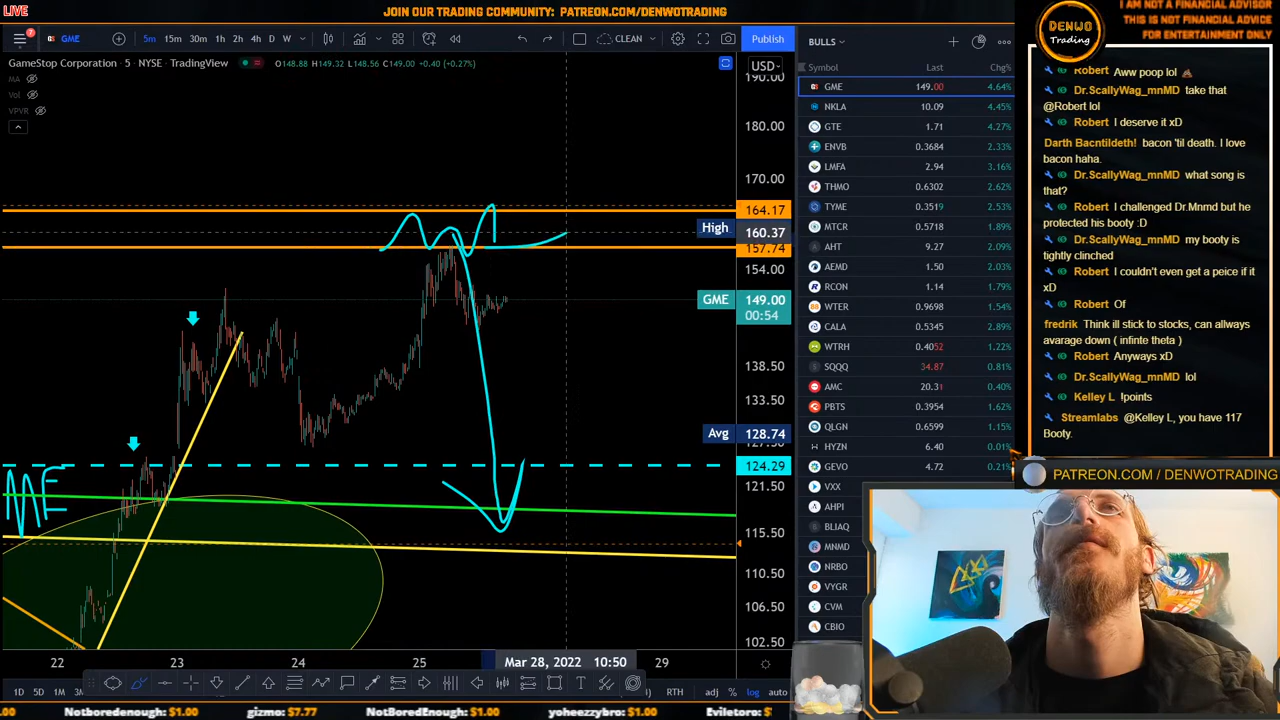 LIVE
JOIN OUR TRADING COMMUNITY: PATREON.COM/DENWOTRADING
I AM NOT A FINANCIAL ADVISOR
THIS IS NOT FINANCIAL ADVICE
FOR ENTERTAINMENT ONLY
DENWO
Trading
7
GME
5m 15m 30m 1h 2h 4h D W
CLEAN
Publish
GameStop Corporation · 5 · NYSE · TradingView
O148.88 H149.32 L148.56 C149.00 +0.40 (+0.27%)
MA
Vol
VPVR
USD
190.00
180.00
170.00
164.17
High 160.37
157.74
154.00
GME 149.00
00:54
138.50
133.50
Avg 128.74
127.50
124.29
121.50
115.50
110.50
106.50
102.50
ME
22 23 24 25 Mar 28, 2022 10:50 29
1D 5D 1M 3M
RTH adj % log auto
BULLS
Symbol Last Chg%
GME 149.00 4.64%
NKLA 10.09 4.45%
GTE 1.71 4.27%
ENVB 0.3684 2.33%
LMFA 2.94 3.16%
THMO 0.6302 2.62%
TYME 0.3519 2.53%
MTCR 0.5718 1.89%
AHT 9.27 2.09%
AEMD 1.50 2.03%
RCON 1.14 1.79%
WTER 0.9698 1.54%
CALA 0.5345 2.89%
WTRH 0.4052 1.22%
SQQQ 34.87 0.81%
AMC 20.31 0.40%
PBTS 0.3954 1.62%
QLGN 0.6599 1.15%
HYZN 6.40 0.01%
GEVO 4.72 0.21%
VXX
AHPI
BLIAQ
MNMD
NRBO
VYGR
CVM
CBIO
Robert Aww poop lol 💩
Dr.ScallyWag_mnMD take that
@Robert lol
Robert I deserve it xD
Darth Bacntildeth! bacon 'til death. I love
bacon haha.
Dr.ScallyWag_mnMD what song is
that?
Robert I challenged Dr.Mnmd but he
protected his booty :D
Dr.ScallyWag_mnMD my booty is
tightly clinched
Robert I couldn't even get a peice if it
xD
Robert Of
fredrik Think ill stick to stocks, can allways
avarage down ( infinte theta )
Robert Anyways xD
Dr.ScallyWag_mnMD lol
Kelley L !points
Streamlabs @Kelley L, you have 117
Booty.
PATREON.COM / DENWOTRADING
.00 Notboredenough: $1.00 gizmo: $7.77 NotBoredEnough: $1.00 yoheezzybro: $1.00 Eviletoro: $